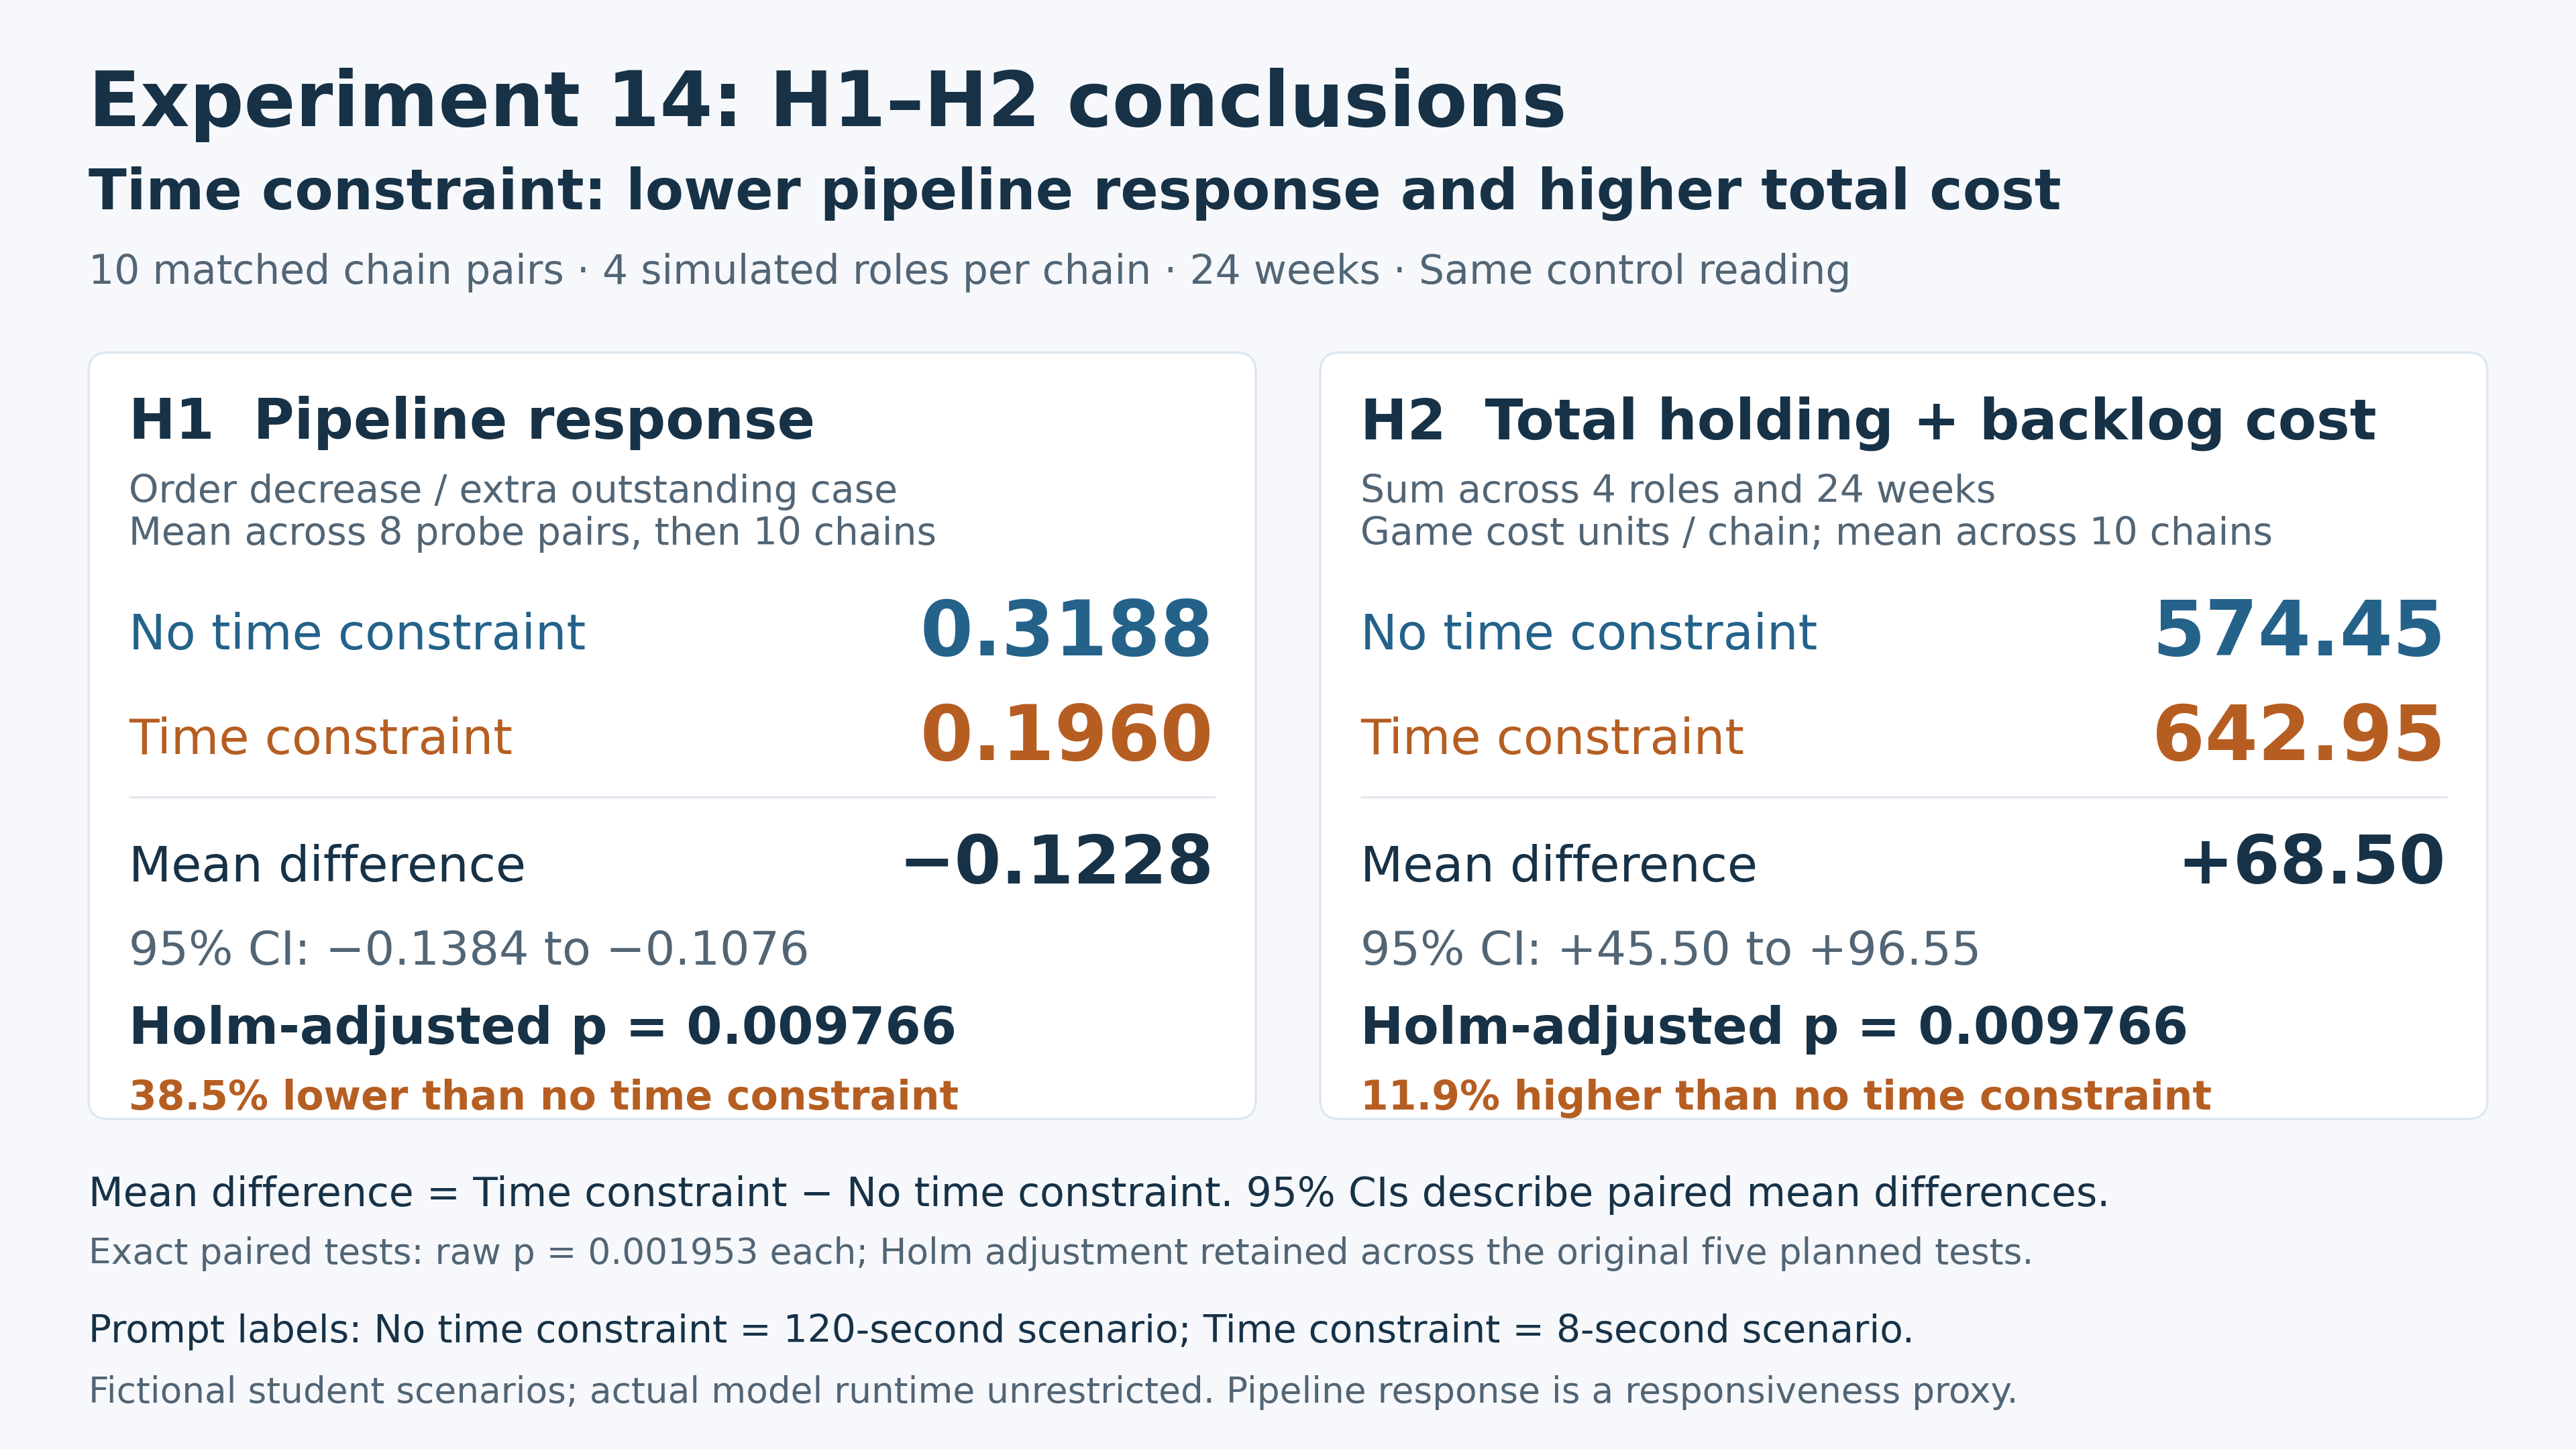 Experiment 14: H1–H2 conclusions
Time constraint: lower pipeline response and higher total cost
10 matched chain pairs · 4 simulated roles per chain · 24 weeks · Same control reading
H1 Pipeline response
Order decrease / extra outstanding case
Mean across 8 probe pairs, then 10 chains
No time constraint 0.3188
Time constraint 0.1960
Mean difference −0.1228
95% CI: −0.1384 to −0.1076
Holm-adjusted p = 0.009766
38.5% lower than no time constraint
H2 Total holding + backlog cost
Sum across 4 roles and 24 weeks
Game cost units / chain; mean across 10 chains
No time constraint 574.45
Time constraint 642.95
Mean difference +68.50
95% CI: +45.50 to +96.55
Holm-adjusted p = 0.009766
11.9% higher than no time constraint
Mean difference = Time constraint − No time constraint. 95% CIs describe paired mean differences.
Exact paired tests: raw p = 0.001953 each; Holm adjustment retained across the original five planned tests.
Prompt labels: No time constraint = 120-second scenario; Time constraint = 8-second scenario.
Fictional student scenarios; actual model runtime unrestricted. Pipeline response is a responsiveness proxy.